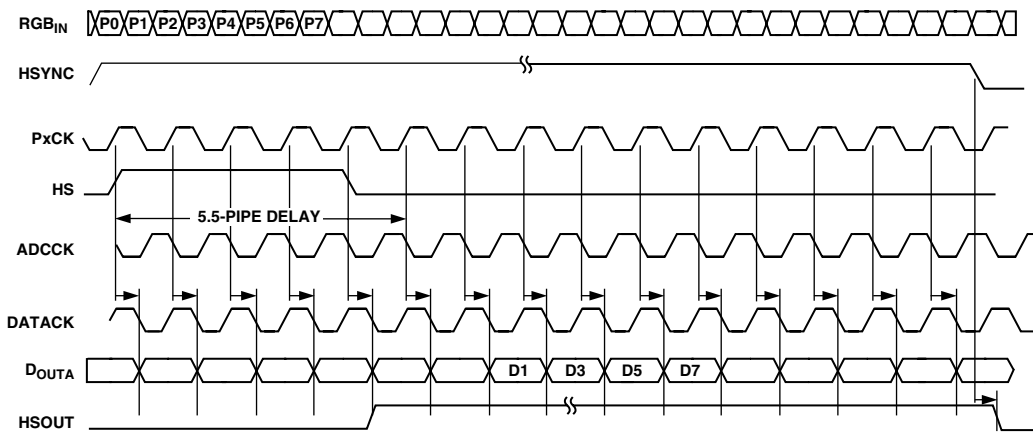 RGBIN P0 P1 P2 P3 P4 P5 P6 P7
HSYNC
PxCK
HS
5.5-PIPE DELAY
ADCCK
DATACK
DOUTA D1 D3 D5 D7
HSOUT